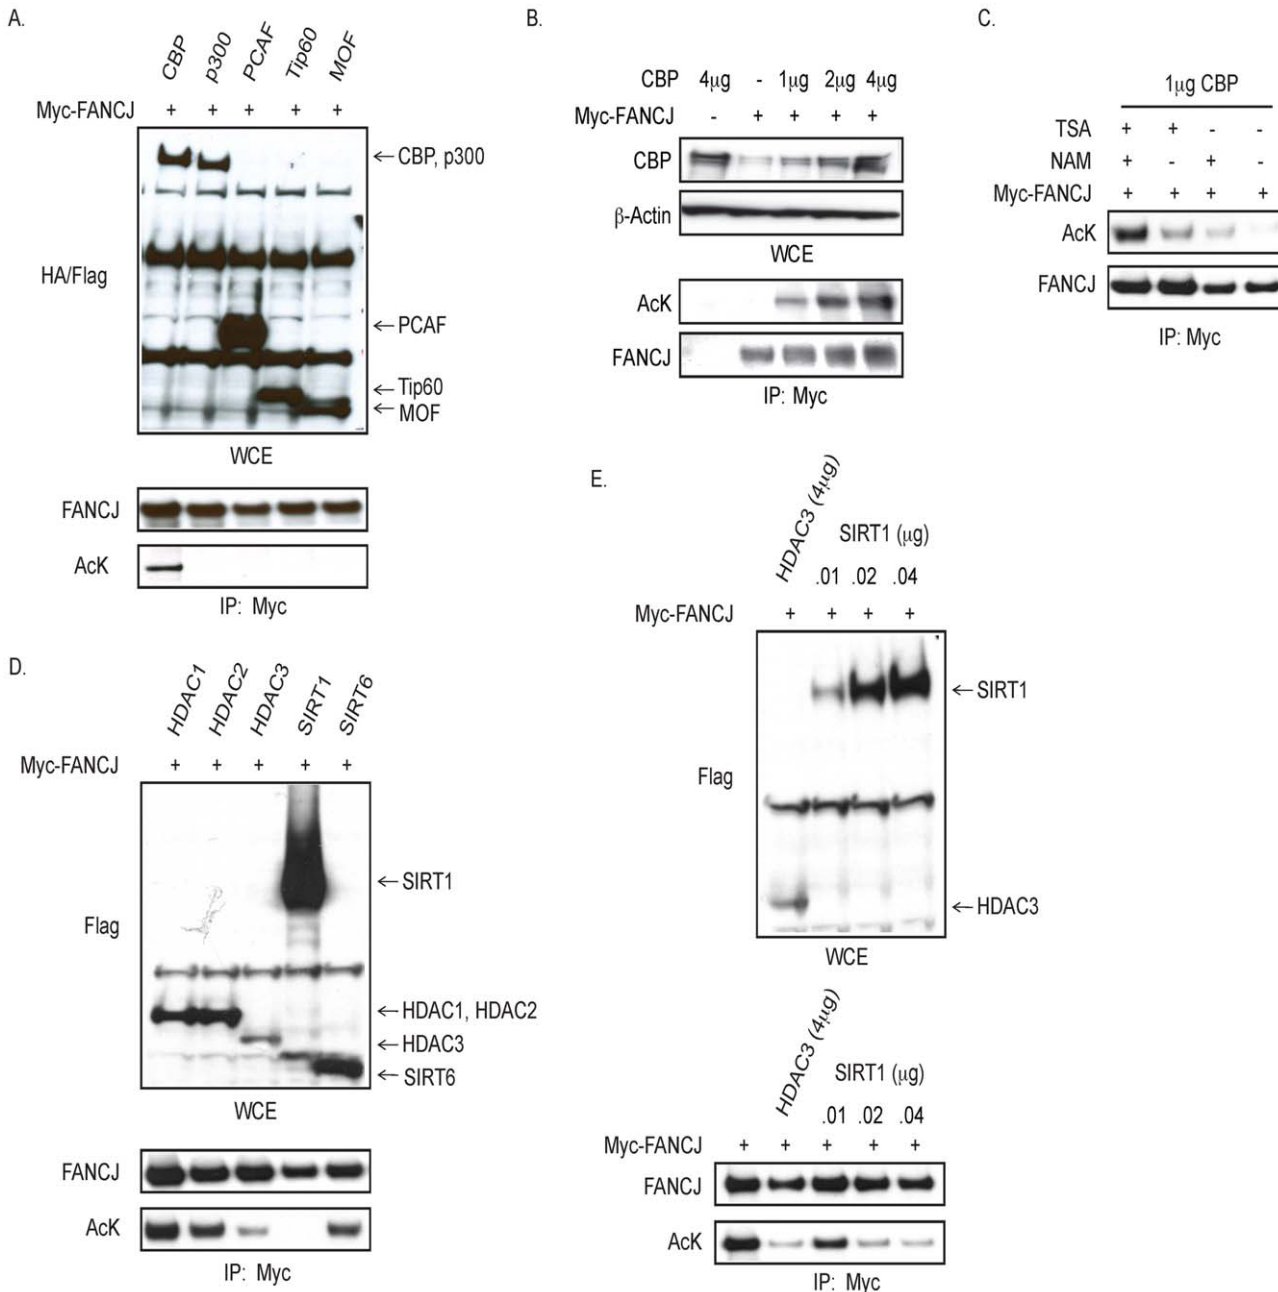 A.
CBP
p300
PCAF
Tip60
MOF
Myc-FANCJ + + + + +
←CBP, p300
HA/Flag
←PCAF
←Tip60
←MOF
WCE
FANCJ
AcK
IP: Myc
B.
CBP 4μg - 1μg 2μg 4μg
Myc-FANCJ - + + + +
CBP
β-Actin
WCE
AcK
FANCJ
IP: Myc
C.
1μg CBP
TSA + + - -
NAM + - + -
Myc-FANCJ + + + +
AcK
FANCJ
IP: Myc
D.
HDAC1
HDAC2
HDAC3
SIRT1
SIRT6
Myc-FANCJ + + + + +
←SIRT1
Flag
←HDAC1, HDAC2
←HDAC3
←SIRT6
WCE
FANCJ
AcK
IP: Myc
E.
HDAC3 (4μg)
SIRT1 (μg)
.01 .02 .04
Myc-FANCJ + + + +
←SIRT1
Flag
←HDAC3
WCE
HDAC3 (4μg)
SIRT1 (μg)
.01 .02 .04
Myc-FANCJ + + + + +
FANCJ
AcK
IP: Myc